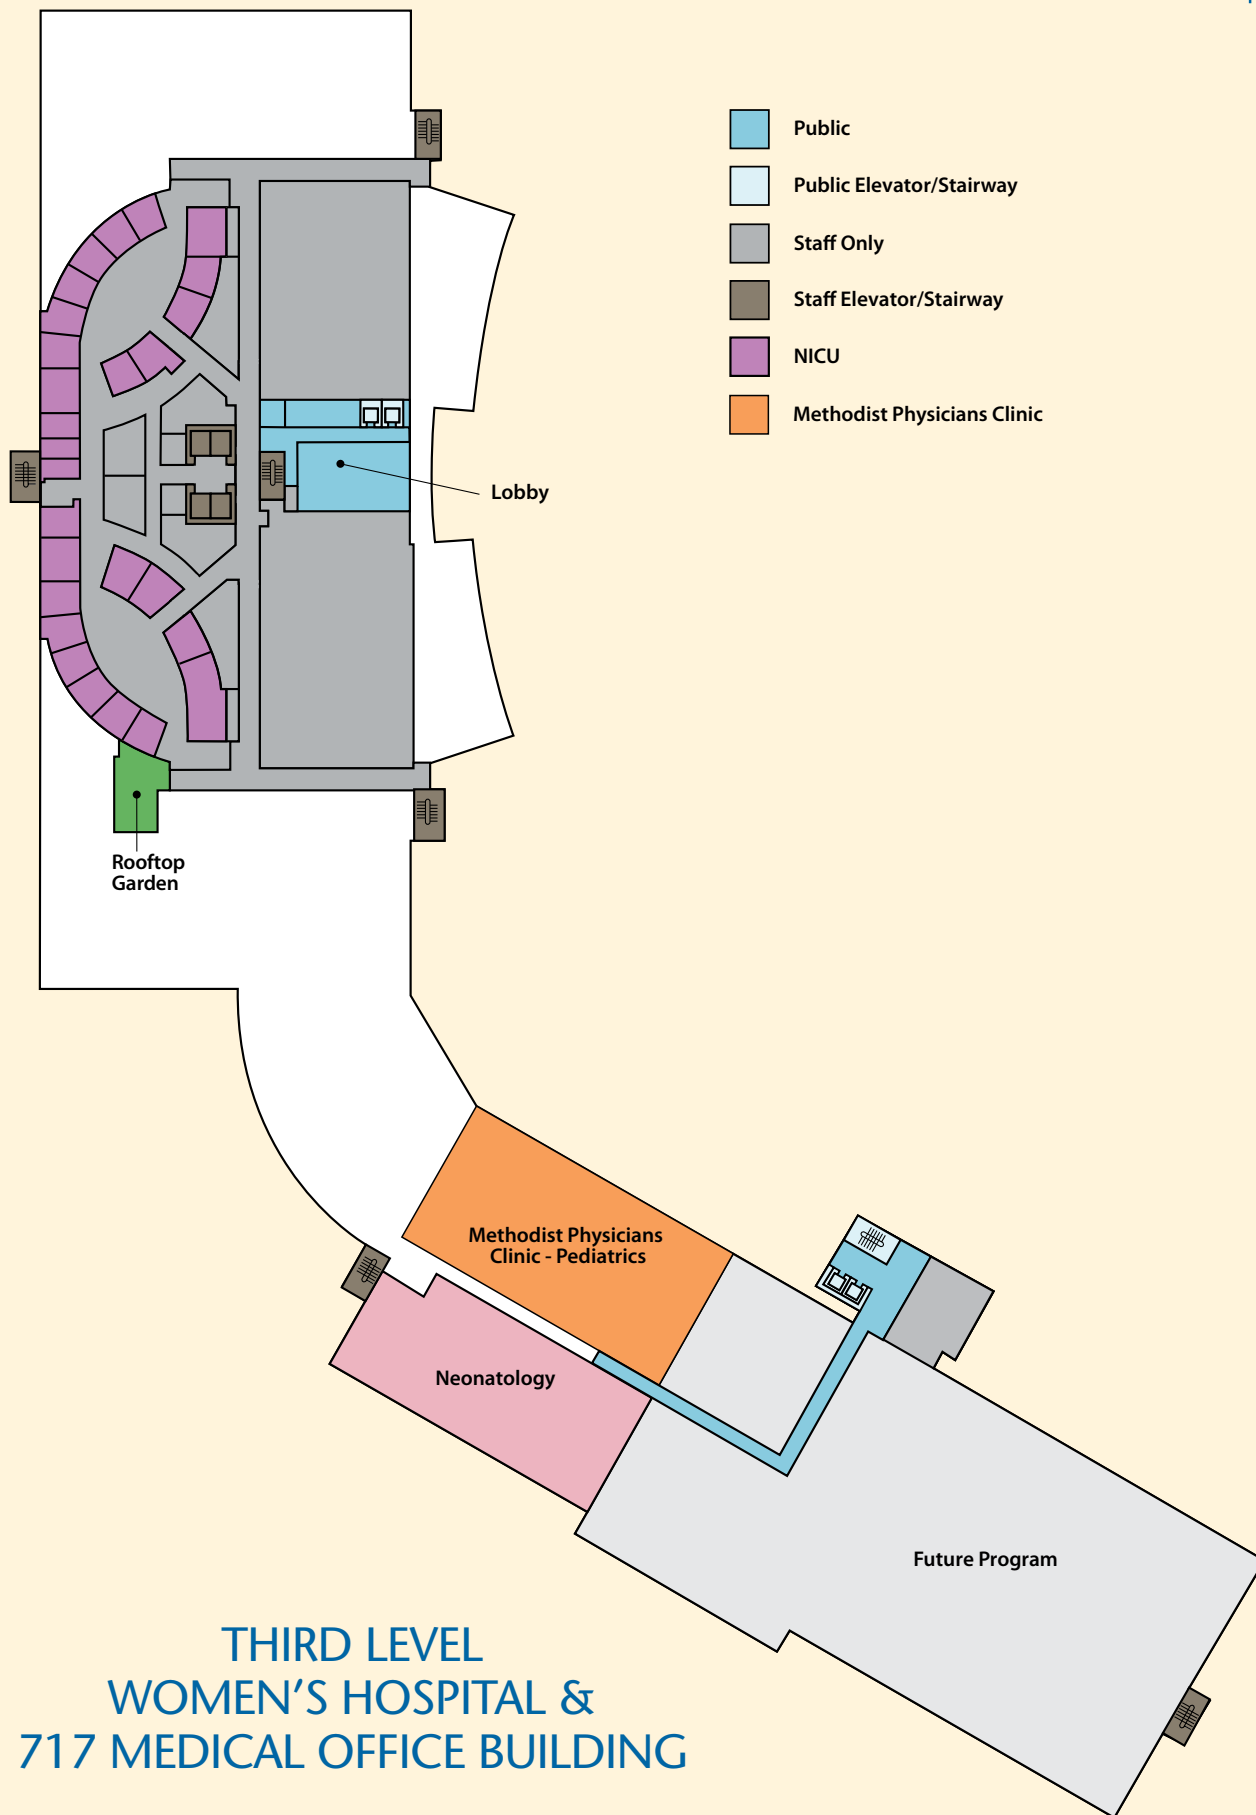 Public
Public Elevator/Stairway
Staff Only
Staff Elevator/Stairway
NICU
Methodist Physicians Clinic
Lobby
Rooftop
Garden
Methodist Physicians
Clinic - Pediatrics
Neonatology
Future Program
THIRD LEVEL
WOMEN’S HOSPITAL &
717 MEDICAL OFFICE BUILDING